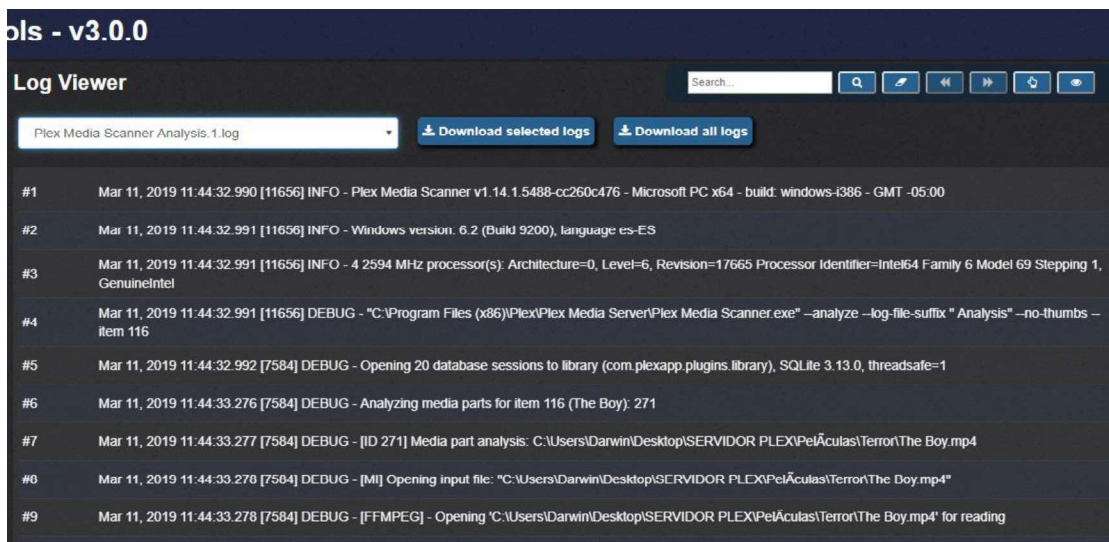 ols - v3.0.0
Log Viewer
Search...
Plex Media Scanner Analysis.1.log
Download selected logs
Download all logs
#1 Mar 11, 2019 11:44:32.990 [11656] INFO - Plex Media Scanner v1.14.1.5488-cc260c476 - Microsoft PC x64 - build: windows-i386 - GMT -05:00
#2 Mar 11, 2019 11:44:32.991 [11656] INFO - Windows version: 6.2 (Build 9200), language es-ES
#3 Mar 11, 2019 11:44:32.991 [11656] INFO - 4 2594 MHz processor(s): Architecture=0, Level=6, Revision=17665 Processor Identifier=Intel64 Family 6 Model 69 Stepping 1,
GenuineIntel
#4 Mar 11, 2019 11:44:32.991 [11656] DEBUG - "C:\Program Files (x86)\Plex\Plex Media Server\Plex Media Scanner.exe" --analyze --log-file-suffix " Analysis" --no-thumbs --
item 116
#5 Mar 11, 2019 11:44:32.992 [7584] DEBUG - Opening 20 database sessions to library (com.plexapp.plugins.library), SQLite 3.13.0, threadsafe=1
#6 Mar 11, 2019 11:44:33.276 [7584] DEBUG - Analyzing media parts for item 116 (The Boy): 271
#7 Mar 11, 2019 11:44:33.277 [7584] DEBUG - [ID 271] Media part analysis: C:\Users\Darwin\Desktop\SERVIDOR PLEX\PelÃculas\Terror\The Boy.mp4
#8 Mar 11, 2019 11:44:33.278 [7584] DEBUG - [MI] Opening input file: "C:\Users\Darwin\Desktop\SERVIDOR PLEX\PelÃculas\Terror\The Boy.mp4"
#9 Mar 11, 2019 11:44:33.278 [7584] DEBUG - [FFMPEG] - Opening 'C:\Users\Darwin\Desktop\SERVIDOR PLEX\PelÃculas\Terror\The Boy.mp4' for reading